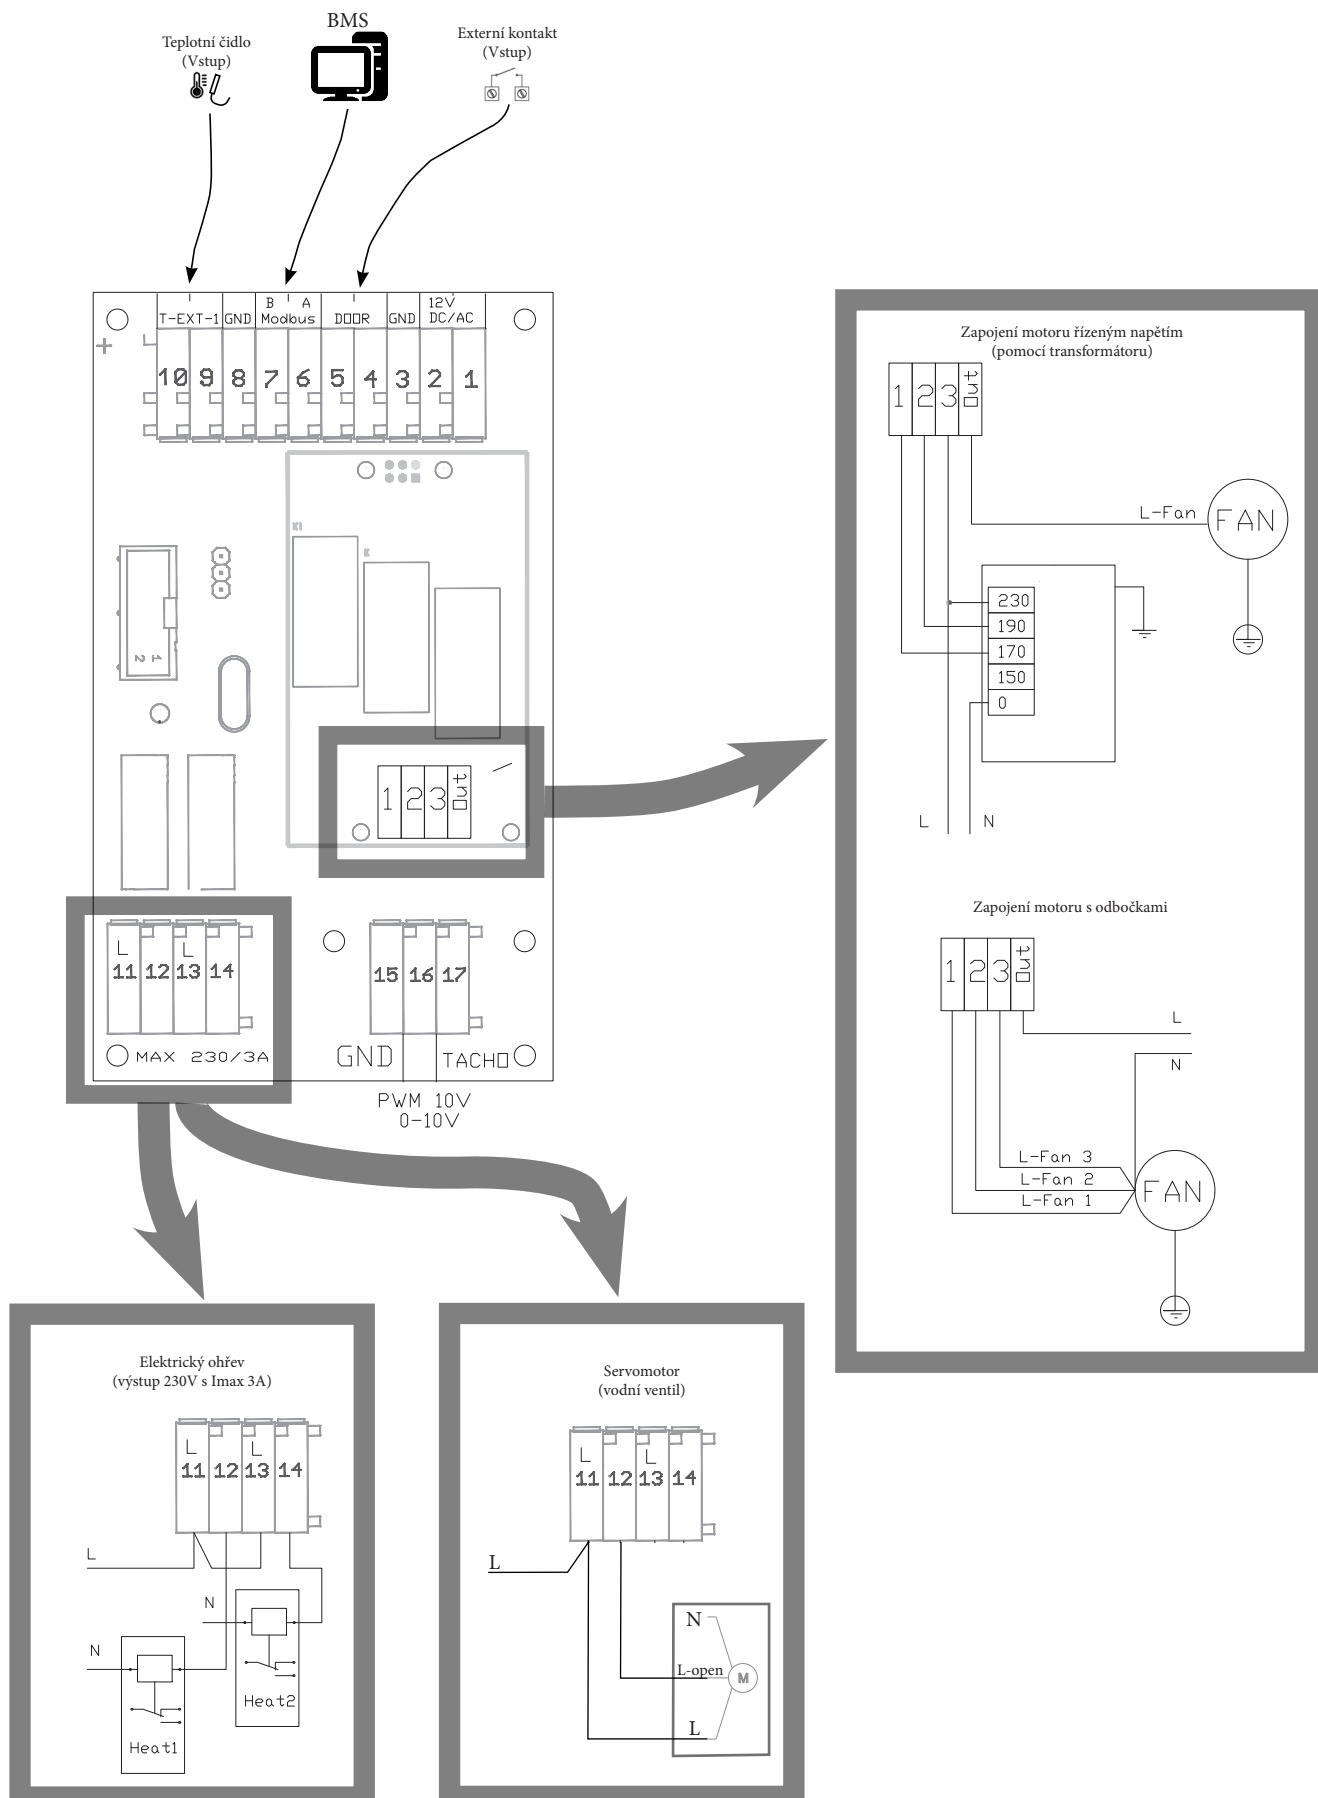 BMS
Teplotní čidlo
(Vstup)
Externí kontakt
(Vstup)
B A 12V
T-EXT-1 GND Modbus DOOR GND DC/AC
10 9 8 7 6 5 4 3 2 1
K1
K
2 1
1 2 3 Out
L L
11 12 13 14
15 16 17
MAX 230/3A
GND TACHO
PWM 10V
0-10V
Zapojení motoru řízeným napětím
(pomocí transformátoru)
1 2 3 Out
L-Fan
FAN
230
190
170
150
0
L N
Zapojení motoru s odbočkami
1 2 3 Out
L
N
L-Fan 3
L-Fan 2
L-Fan 1
FAN
Elektrický ohřev
(výstup 230V s Imax 3A)
L L
11 12 13 14
L
N
N
Heat2
Heat1
Servomotor
(vodní ventil)
L L
11 12 13 14
L
N
L-open
M
L